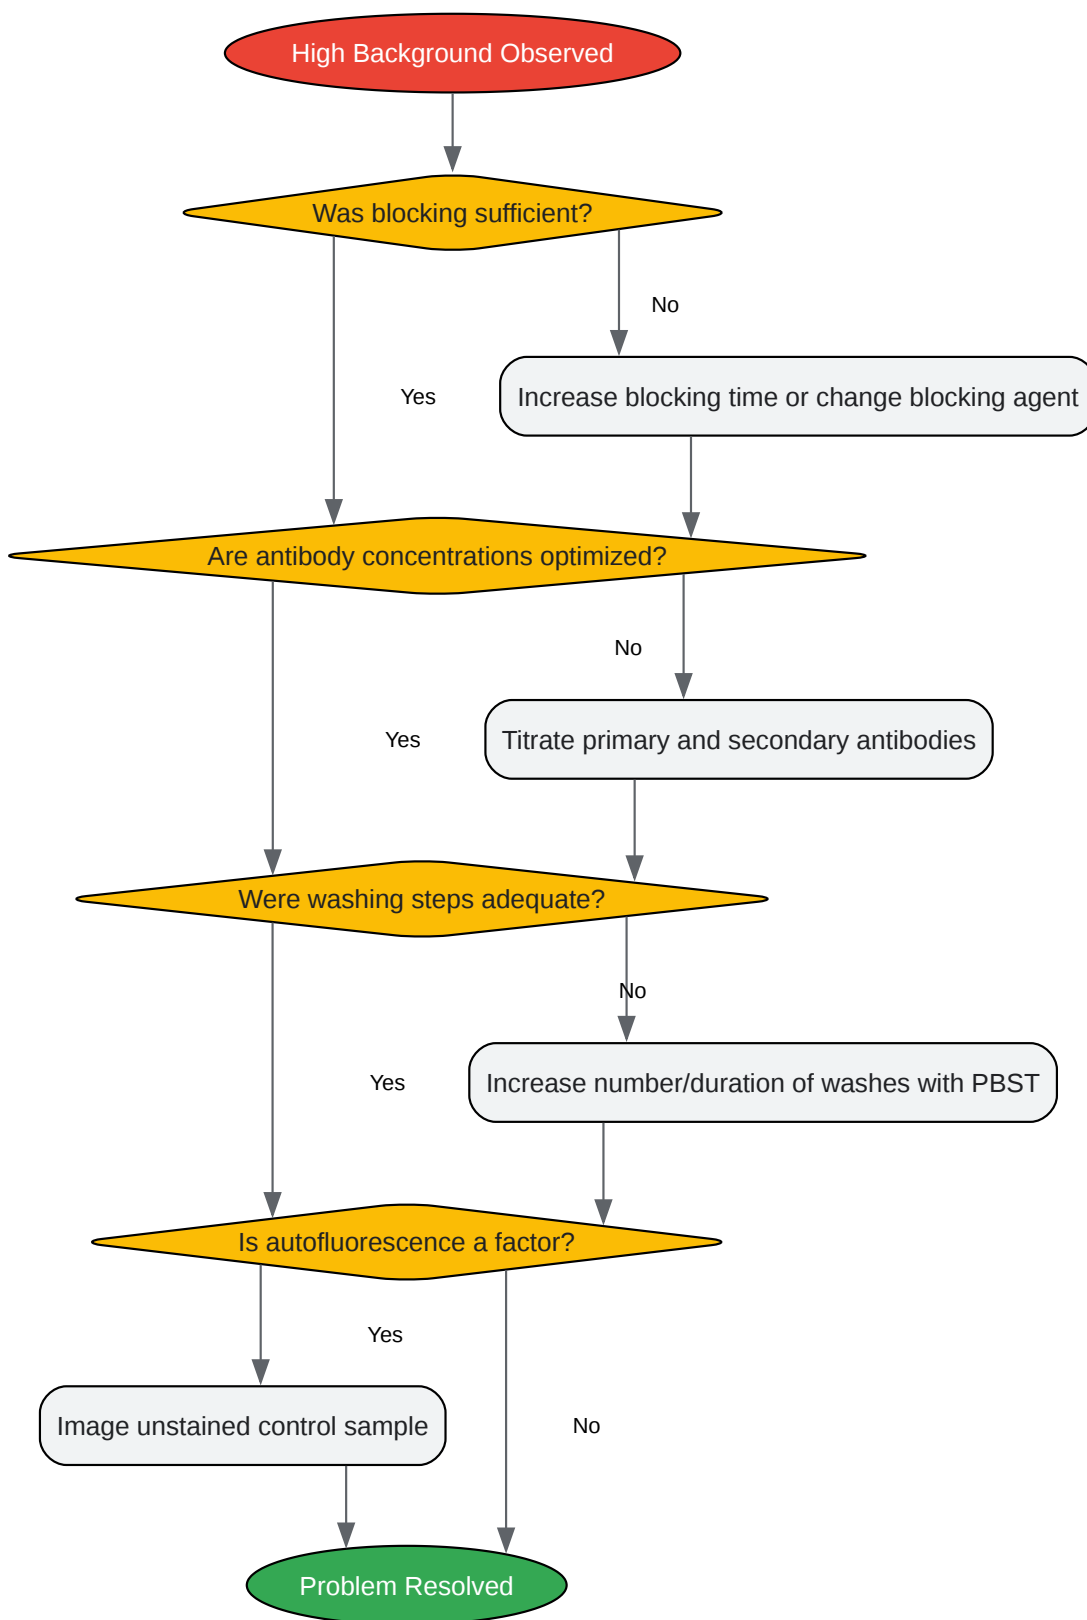 High Background Observed
Was blocking sufficient?
No
Yes
Increase blocking time or change blocking agent
Are antibody concentrations optimized?
No
Yes
Titrate primary and secondary antibodies
Were washing steps adequate?
No
Yes
Increase number/duration of washes with PBST
Is autofluorescence a factor?
Yes
Image unstained control sample
No
Problem Resolved